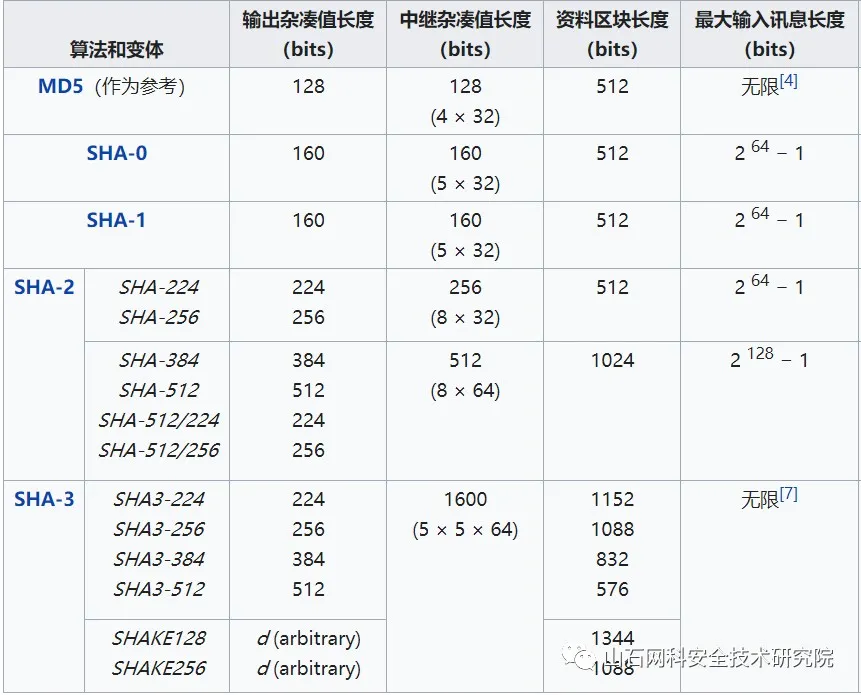 算法和变体 输出杂凑值长度 (bits) 中继杂凑值长度 (bits) 资料区块长度 (bits) 最大输入讯息长度 (bits)
MD5 (作为参考) 128 128 512 无限[4]
(4 × 32)
SHA-0 160 160 512 2 64 − 1
(5 × 32)
SHA-1 160 160 512 2 64 − 1
(5 × 32)
SHA-2 SHA-224 224 256 512 2 64 − 1
SHA-256 256 (8 × 32)
SHA-384 384 512 1024 2 128 − 1
SHA-512 512 (8 × 64)
SHA-512/224 224
SHA-512/256 256
SHA-3 SHA3-224 224 1600 1152 无限[7]
SHA3-256 256 (5 × 5 × 64) 1088
SHA3-384 384 832
SHA3-512 512 576
SHAKE128 d (arbitrary) 1344
SHAKE256 d (arbitrary) 1088
山石网科安全技术研究院